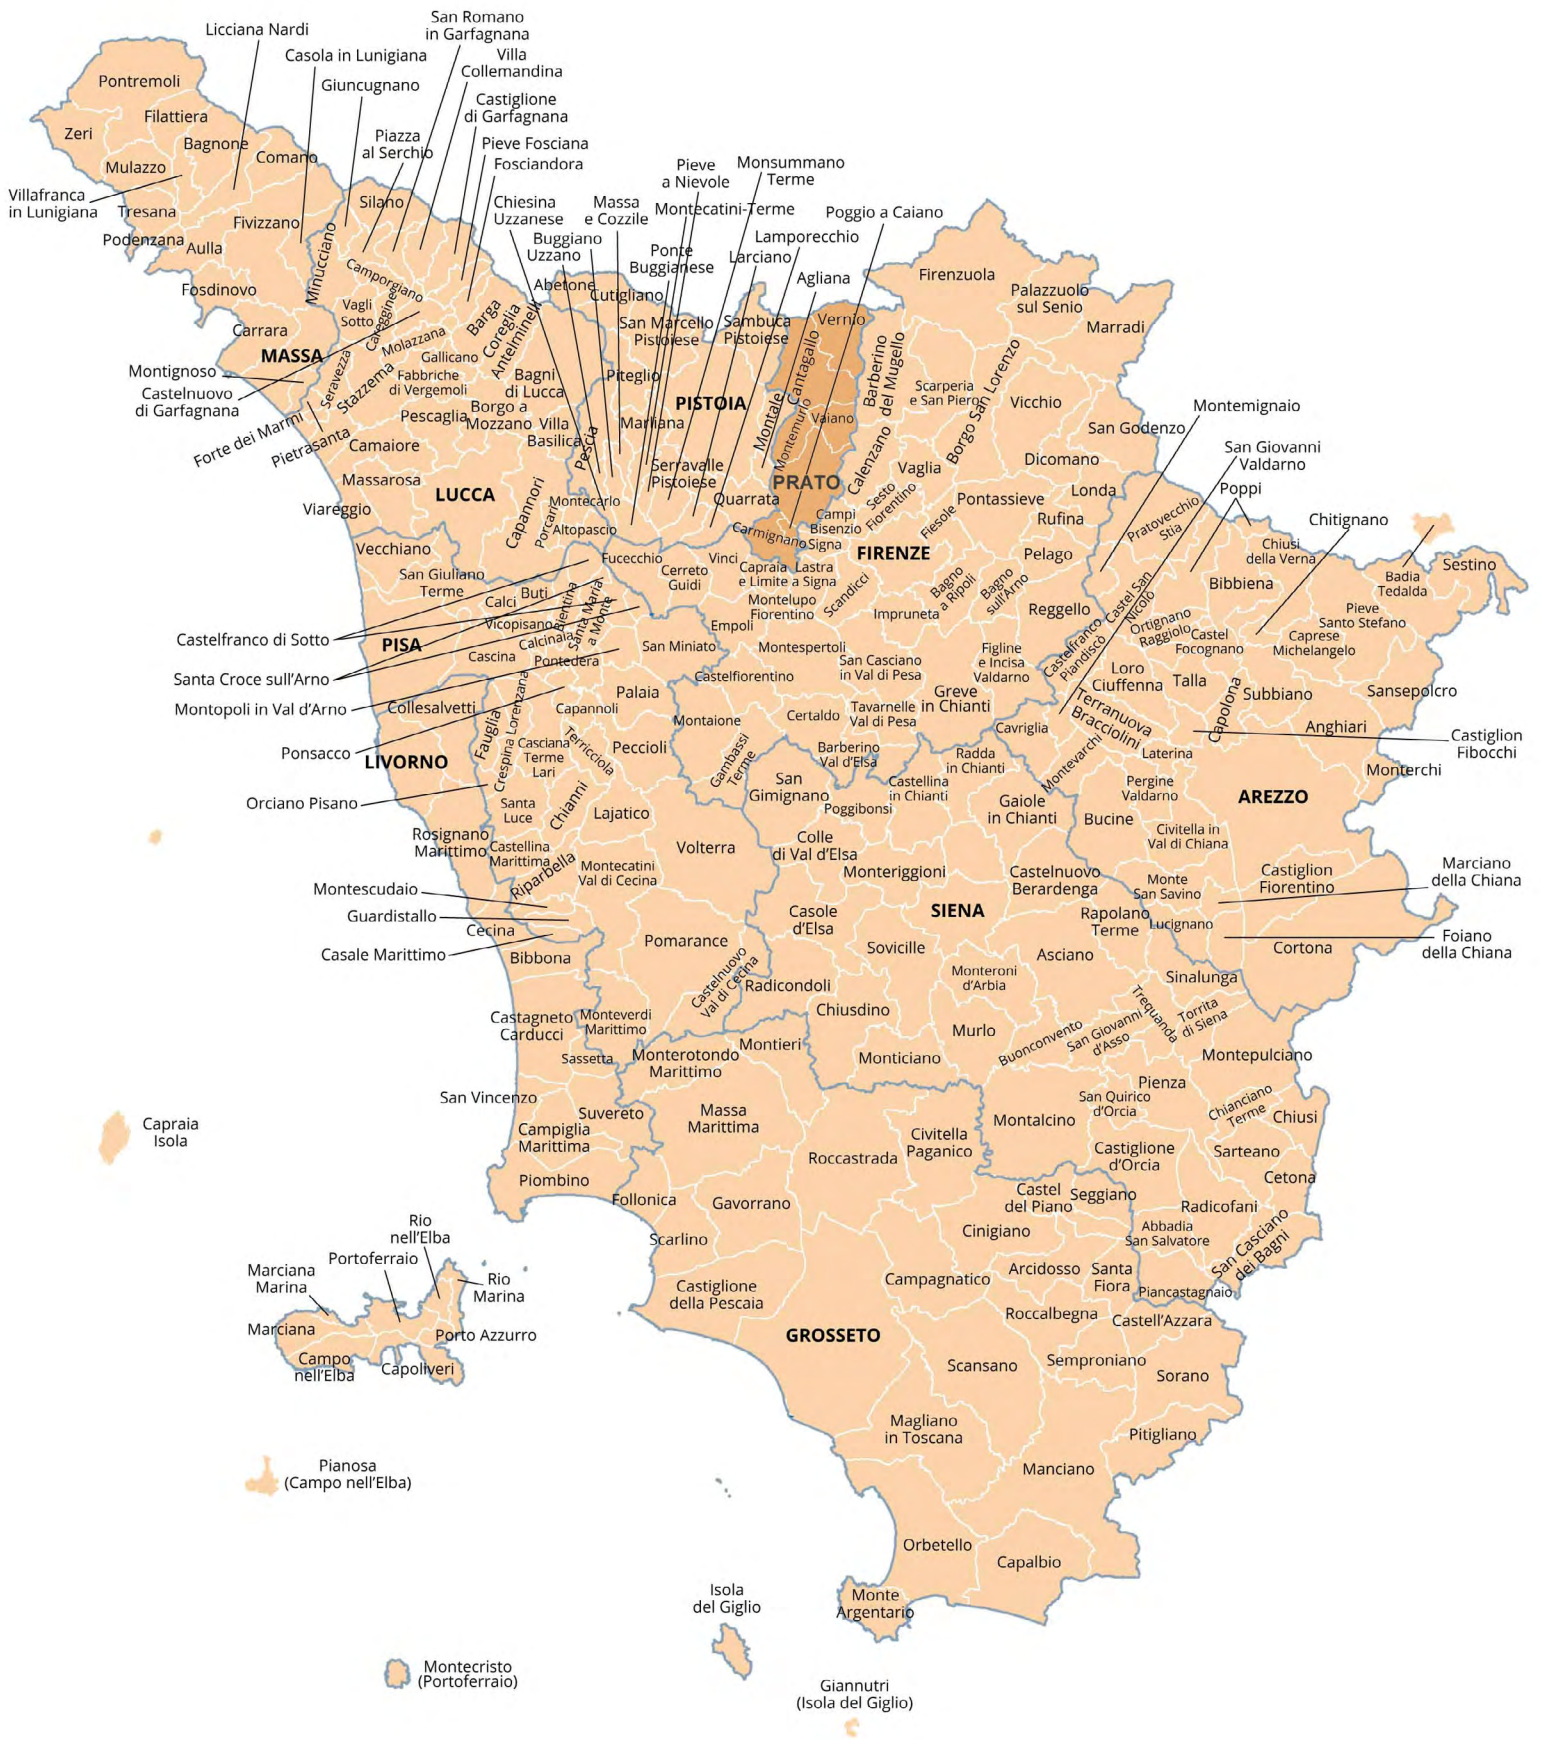 Licciana Nardi
San Romano
in Garfagnana
Casola in Lunigiana
Villa
Collemandina
Giuncugnano
Castiglione
di Garfagnana
Piazza
al Serchio
Pieve Fosciana
Fosciandora
Pontremoli
Filattiera
Zeri
Bagnone
Mulazzo
Comano
Villafranca
in Lunigiana
Tresana
Podenzana
Aulla
Fivizzano
Fosdinovo
Carrara
MASSA
Montignoso
Castelnuovo
di Garfagnana
Forte dei Marmi
Pietrasanta
Silano
Minucciano
Camporgiano
Vagli
Sotto
Careggine
Molazzana
Seravezza
Stazzema
Gallicano
Fabbriche
di Vergemoli
Barga
Coreglia
Antelminelli
Bagni
di Lucca
Pescaglia
Borgo a
Mozzano
Villa
Basilica
Camaiore
Massarosa
Viareggio
LUCCA
Capannori
Porcari
Montecarlo
Altopascio
Chiesina
Uzzanese
Massa
e Cozzile
Pieve
a Nievole
Monsummano
Terme
Montecatini-Terme
Poggio a Caiano
Buggiano
Uzzano
Ponte
Buggianese
Lamporecchio
Larciano
Agliana
Abetone
Cutigliano
San Marcello
Pistoiese
Sambuca
Pistoiese
Piteglio
PISTOIA
Marliana
Pescia
Serravalle
Pistoiese
Quarrata
Montale
Vernio
Cantagallo
Vaiano
Montemurlo
PRATO
Carmignano
Firenzuola
Palazzuolo
sul Senio
Marradi
Barberino
del Mugello
Scarperia
e San Piero
Borgo San Lorenzo
Vicchio
San Godenzo
Dicomano
Londa
Calenzano
Vaglia
Sesto
Fiorentino
Fiesole
Pontassieve
Rufina
Campi
Bisenzio
Signa
FIRENZE
Pelago
Fucecchio
Vinci
Cerreto
Guidi
Capraia
e Limite
Lastra
a Signa
Scandicci
Bagno
a Ripoli
Bagno
sull'Arno
Reggello
Montelupo
Fiorentino
Impruneta
Empoli
Montespertoli
San Casciano
in Val di Pesa
Figline
e Incisa
Valdarno
Castelfiorentino
Greve
in Chianti
Montaione
Certaldo
Tavarnelle
Val di Pesa
Gambassi
Terme
Barberino
Val d'Elsa
Vecchiano
San Giuliano
Terme
Calci
Buti
Bientina
Santa Maria
a Monte
Vicopisano
Calcinaia
PISA
Cascina
Pontedera
San Miniato
Castelfranco di Sotto
Santa Croce sull'Arno
Montopoli in Val d'Arno
Ponsacco
Orciano Pisano
Palaia
Collesalvetti
Fauglia
Crespina Lorenzana
Capannoli
Casciana
Terme
Lari
Terricciola
Peccioli
LIVORNO
Santa
Luce
Chianni
Lajatico
Rosignano
Marittimo
Castellina
Marittima
Riparbella
Montecatini
Val di Cecina
Volterra
Montescudaio
Guardistallo
Cecina
Casale Marittimo
Bibbona
Pomarance
Castelnuovo
Val di Cecina
Castagneto
Carducci
Monteverdi
Marittimo
Sassetta
San Vincenzo
Suvereto
Campiglia
Marittima
Piombino
Montemignaio
San Giovanni
Valdarno
Poppi
Pratovecchio
Stia
Chitignano
Chiusi
della Verna
Bibbiena
Badia
Tedalda
Sestino
Castel San
Nicolò
Ortignano
Raggiolo
Pieve
Santo Stefano
Castel
Focognano
Caprese
Michelangelo
Castelfranco
Piandiscò
Loro
Ciuffenna
Talla
Capolona
Subbiano
Sansepolcro
Terranuova
Bracciolini
Anghiari
Castiglion
Fibocchi
Cavriglia
Montevarchi
Laterina
Monterchi
Pergine
Valdarno
AREZZO
Bucine
Civitella in
Val di Chiana
Castiglion
Fiorentino
Marciano
della Chiana
Monte
San Savino
Lucignano
Foiano
della Chiana
Cortona
San
Gimignano
Poggibonsi
Castellina
in Chianti
Radda
in Chianti
Gaiole
in Chianti
Colle
di Val d'Elsa
Monteriggioni
Castelnuovo
Berardenga
SIENA
Casole
d'Elsa
Sovicille
Rapolano
Terme
Asciano
Monteroni
d'Arbia
Radicondoli
Chiusdino
Sinalunga
Trequanda
Torrita
di Siena
Murlo
Buonconvento
San Giovanni
d'Asso
Monticiano
Montepulciano
Pienza
San Quirico
d'Orcia
Chianciano
Terme
Chiusi
Montalcino
Castiglione
d'Orcia
Sarteano
Cetona
Radicofani
Abbadia
San Salvatore
San Casciano
dei Bagni
Piancastagnaio
Montieri
Monterotondo
Marittimo
Massa
Marittima
Roccastrada
Civitella
Paganico
Follonica
Gavorrano
Scarlino
Castel
del Piano
Seggiano
Cinigiano
Castiglione
della Pescaia
Campagnatico
Arcidosso
Santa
Fiora
Roccalbegna
Castell'Azzara
GROSSETO
Scansano
Semproniano
Sorano
Magliano
in Toscana
Pitigliano
Manciano
Orbetello
Capalbio
Monte
Argentario
Capraia
Isola
Rio
nell'Elba
Portoferraio
Marciana
Marina
Rio
Marina
Marciana
Porto Azzurro
Campo
nell'Elba
Capoliveri
Pianosa
(Campo nell'Elba)
Isola
del Giglio
Montecristo
(Portoferraio)
Giannutri
(Isola del Giglio)